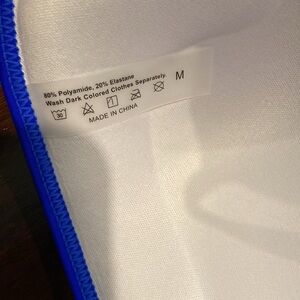 80% Polyamide, 20% Elastane
Wash Dark Colored Clothes Separately.
M
30
MADE IN CHINA